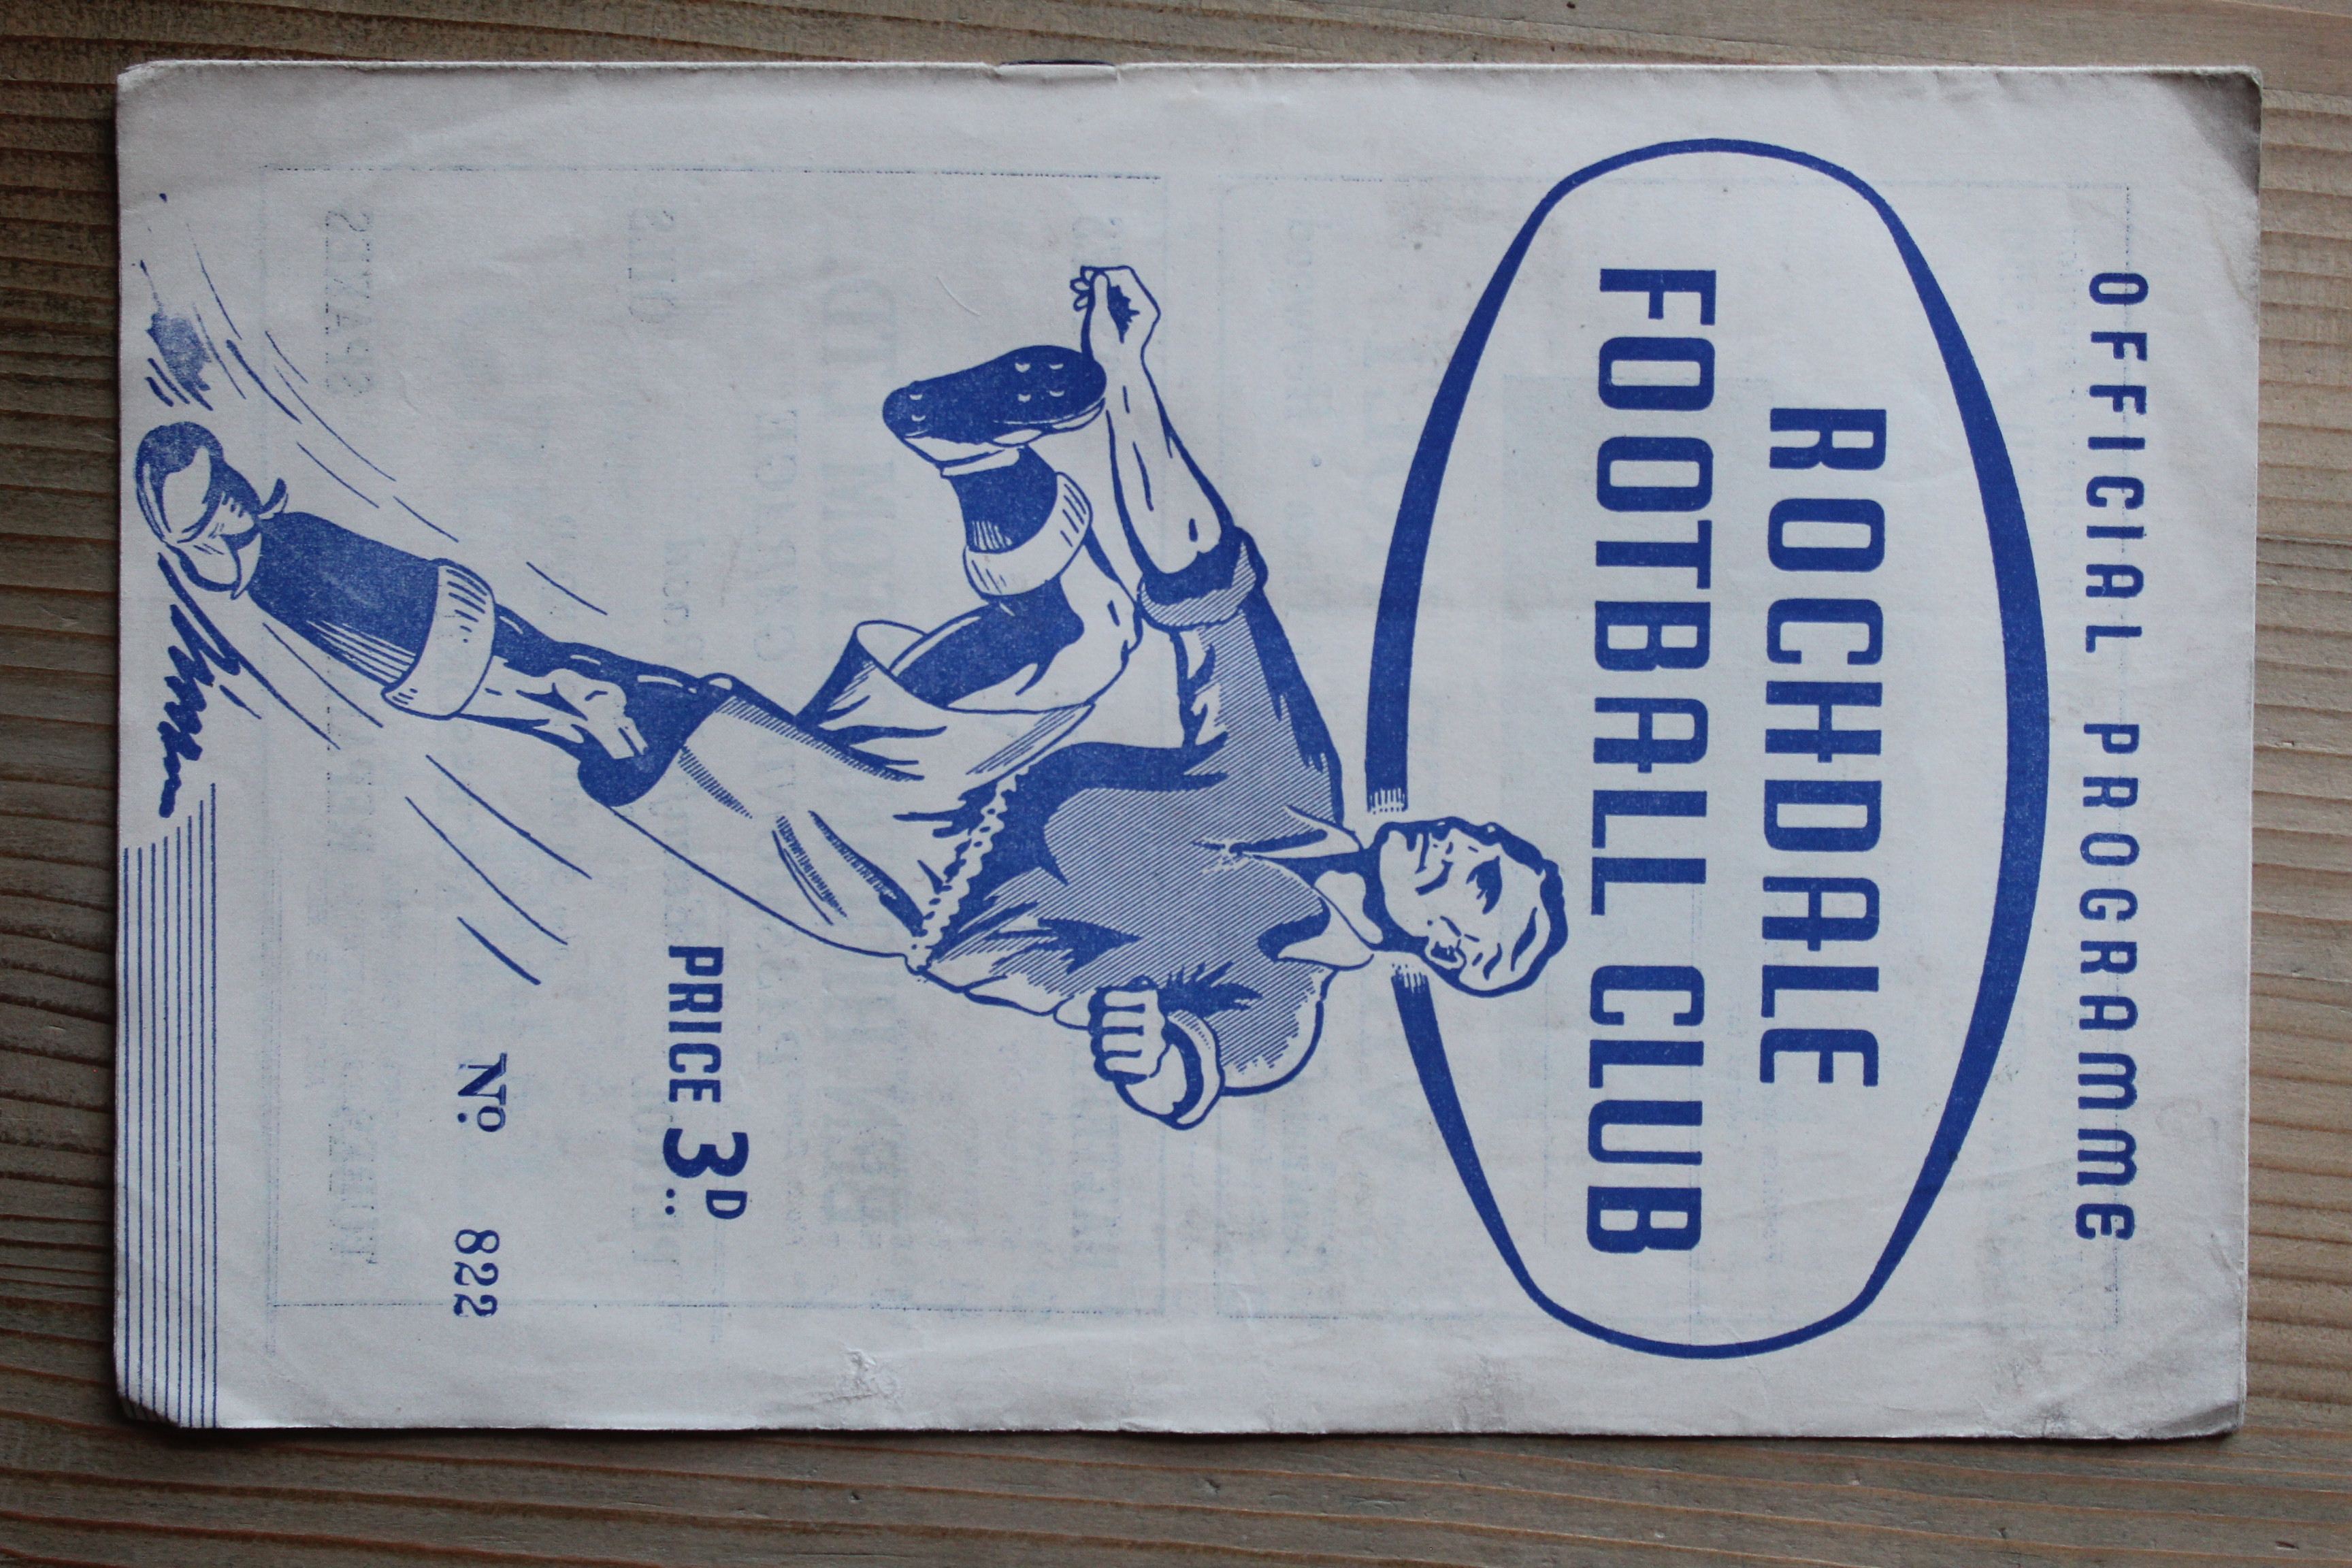 OFFICIAL PROGRAMME
ROCHDALE
FOOTBALL CLUB
PRICE 3D..
No 822